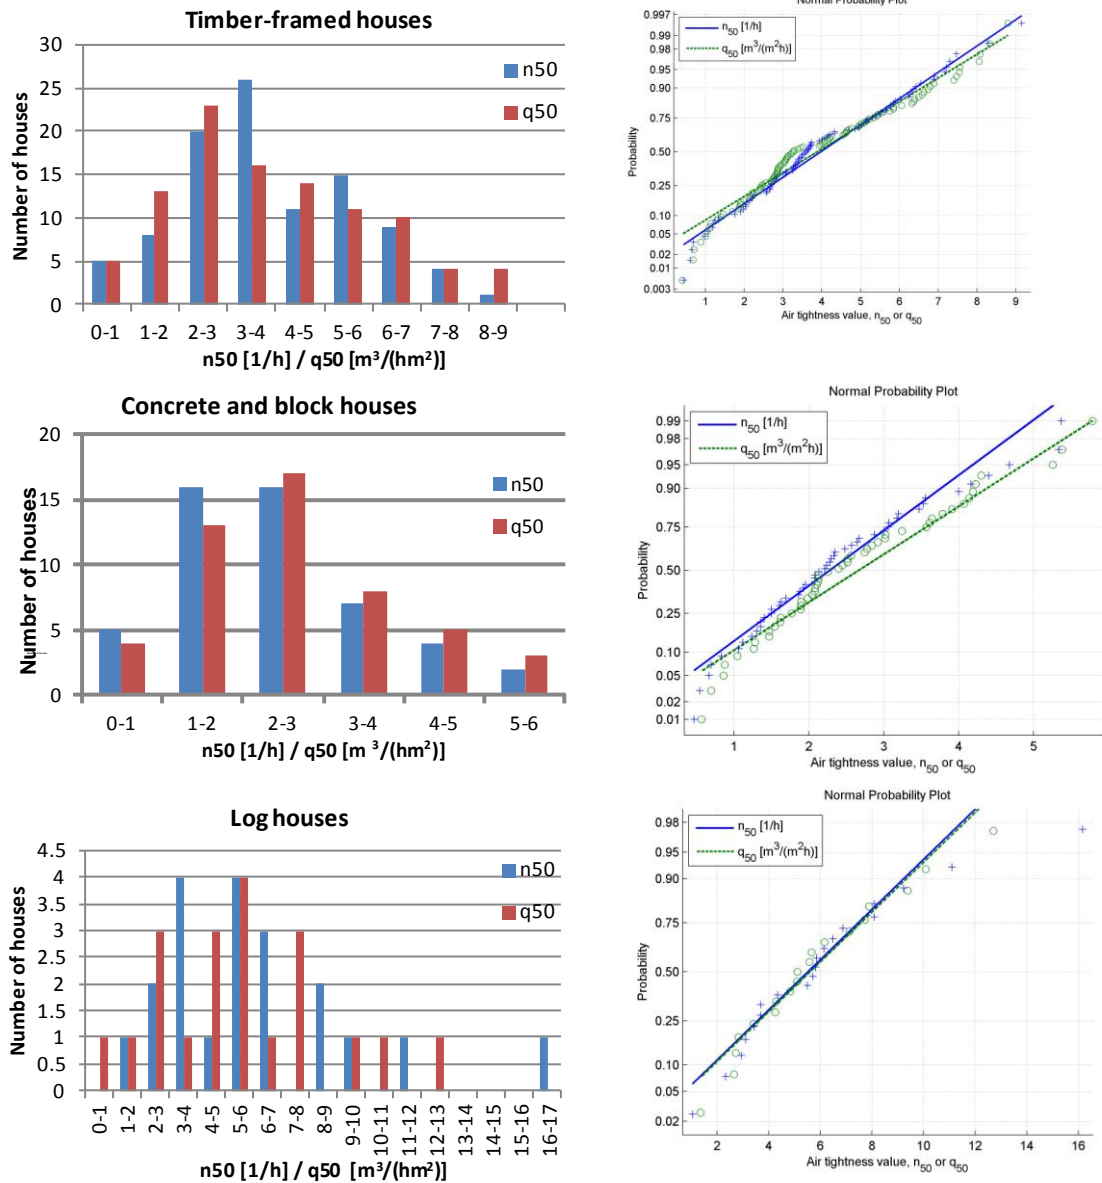 Timber-framed houses
30
25
20
15
10
5
0
Number of houses
n50
q50
0-1 1-2 2-3 3-4 4-5 5-6 6-7 7-8 8-9
n50 [1/h] / q50 [m³/(hm²)]
Normal Probability Plot
n₅₀ [1/h]
q₅₀ [m³/(m²h)]
0.997
0.99
0.98
0.95
0.90
0.75
0.50
0.25
0.10
0.05
0.02
0.01
0.003
Probability
1 2 3 4 5 6 7 8 9
Air tightness value, n₅₀ or q₅₀
Concrete and block houses
20
15
10
5
0
Number of houses
n50
q50
0-1 1-2 2-3 3-4 4-5 5-6
n50 [1/h] / q50 [m ³/(hm²)]
Normal Probability Plot
n₅₀ [1/h]
q₅₀ [m³/(m²h)]
0.99
0.98
0.95
0.90
0.75
0.50
0.25
0.10
0.05
0.02
0.01
Probability
1 2 3 4 5
Air tightness value, n₅₀ or q₅₀
Log houses
4.5
4
3.5
3
2.5
2
1.5
1
0.5
0
Number of houses
n50
q50
0-1 1-2 2-3 3-4 4-5 5-6 6-7 7-8 8-9 9-10 10-11 11-12 12-13 13-14 14-15 15-16 16-17
n50 [1/h] / q50 [m³/(hm²)]
Normal Probability Plot
n₅₀ [1/h]
q₅₀ [m³/(m²h)]
0.98
0.95
0.90
0.75
0.50
0.25
0.10
0.05
0.02
Probability
2 4 6 8 10 12 14 16
Air tightness value, n₅₀ or q₅₀